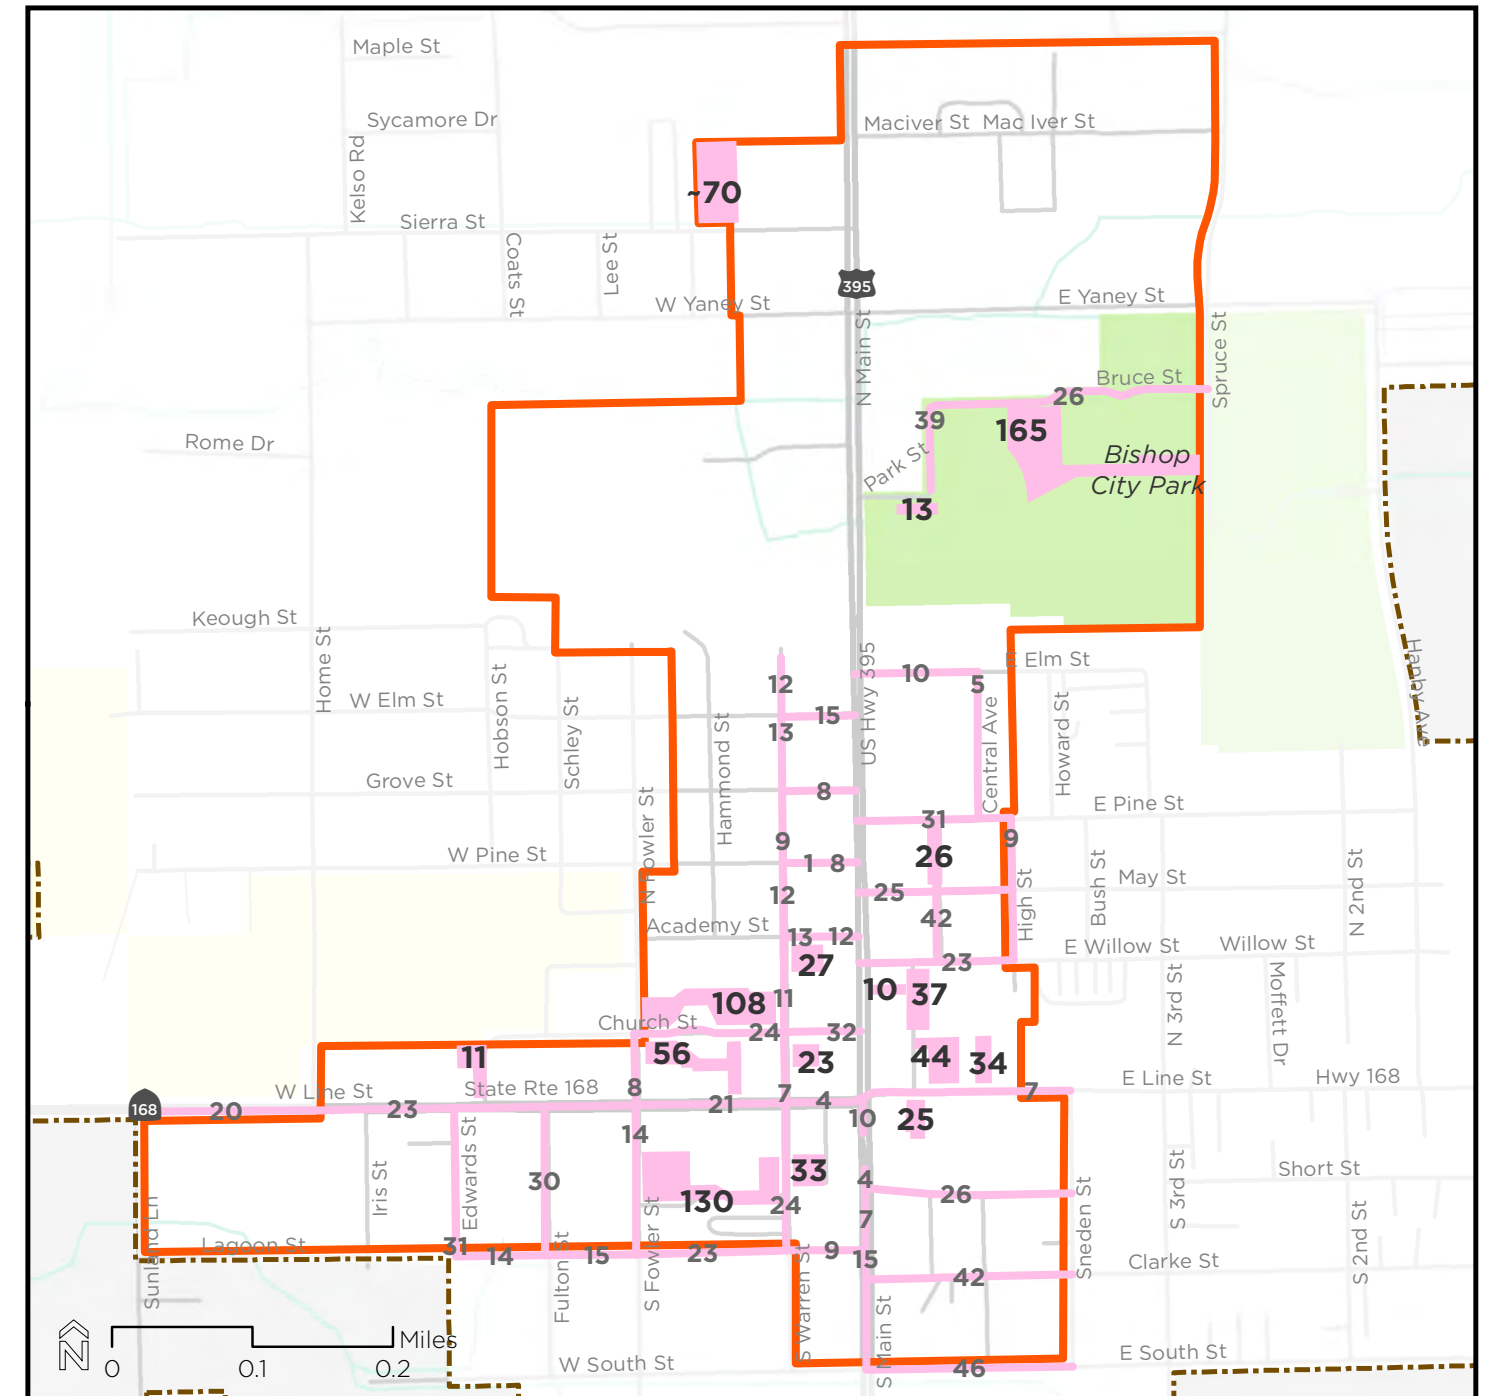 Maple St
Sycamore Dr
Maciver St
Mac Iver St
Kelso Rd
~70
Sierra St
Coats St
Lee St
395
W Yaney St
E Yaney St
N Main St
Spruce St
Bruce St
26
39
165
Park St
Bishop
City Park
Rome Dr
13
Keough St
Home St
Hobson St
Schley St
W Elm St
E Elm St
US Hwy 395
10
5
12
15
13
Hammond St
Central Ave
Howard St
Hanby Ave
Grove St
8
N Fowler St
E Pine St
31
9
9
26
W Pine St
1
8
12
25
May St
High St
Bush St
N 2nd St
42
Academy St
13
12
27
23
E Willow St
Willow St
10
37
108
11
N 3rd St
Moffett Dr
Church St
24
32
11
56
23
44
34
W Line St
State Rte 168
8
7
4
7
E Line St
Hwy 168
168
20
23
21
10
25
14
Iris St
Edwards St
30
130
33
4
26
Short St
S 3rd St
S 2nd St
Sneden St
24
7
Sunland Ln
Lagoon St
31
14
15
23
9
15
Fulton St
S Fowler St
S Warren St
42
Clarke St
S Main St
N
Miles
0
0.1
0.2
W South St
46
E South St